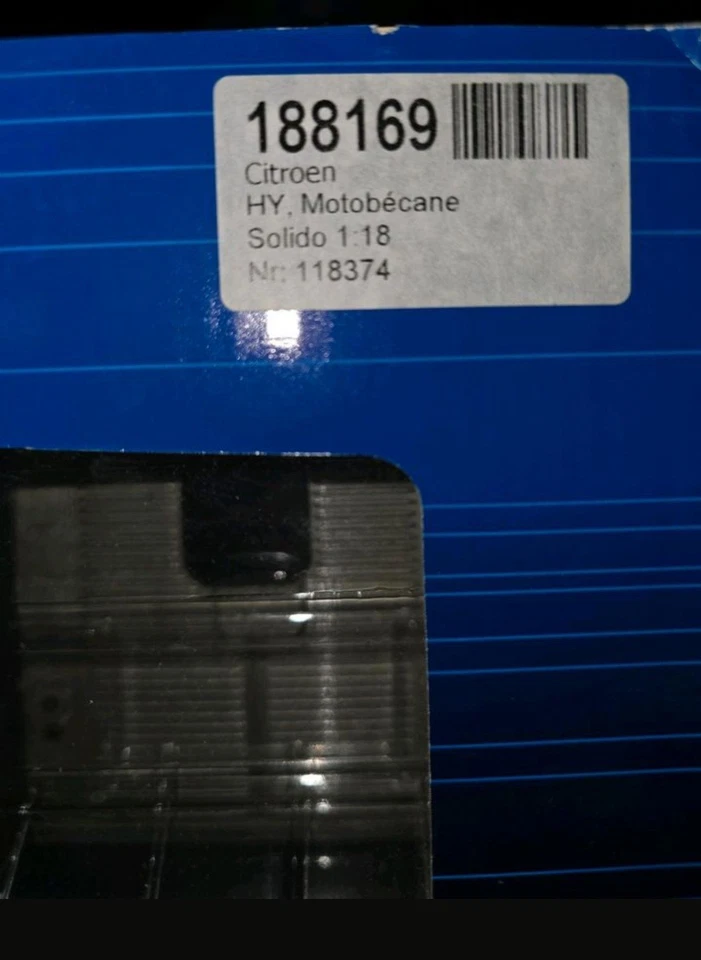 188169
Citroen
HY, Motobécane
Solido 1:18
Nr: 118374